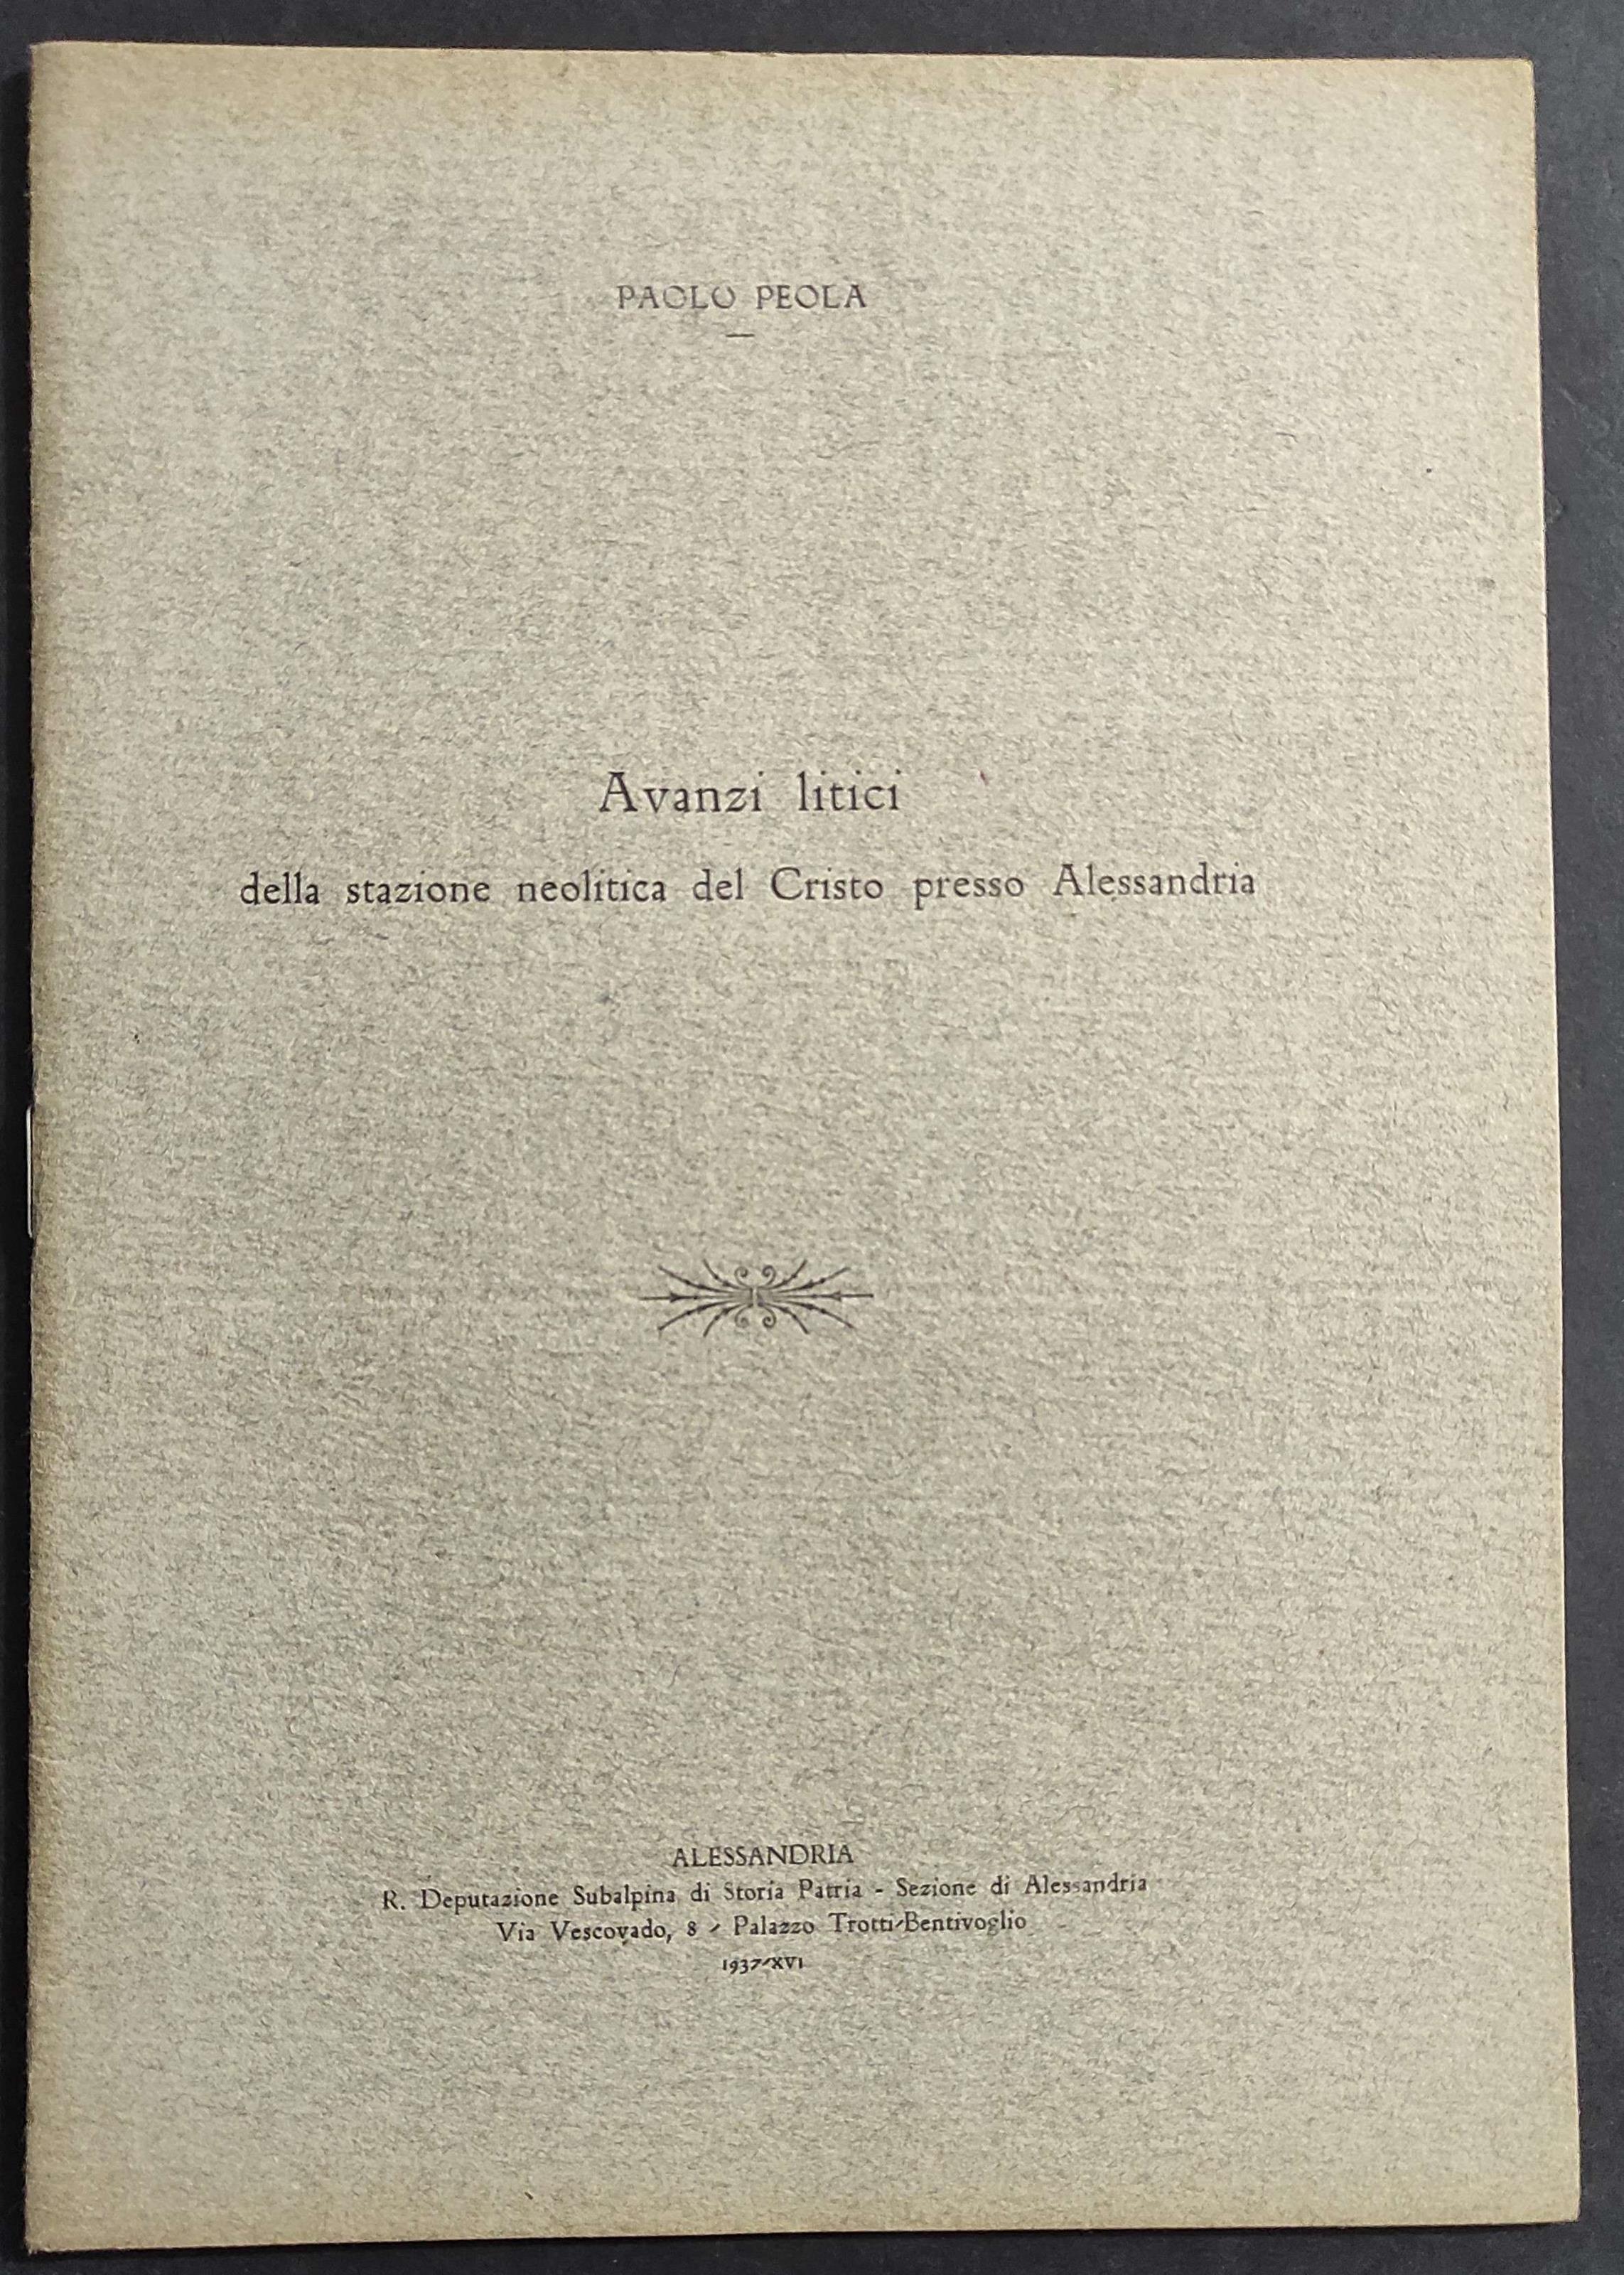 PAOLO PEOLA
Avanzi litici
della stazione neolitica del Cristo presso Alessandria
ALESSANDRIA
R. Deputazione Subalpina di Storia Patria - Sezione di Alessandria
Via Vescovado, 8 - Palazzo Trotti-Bentivoglio
1937-XVI